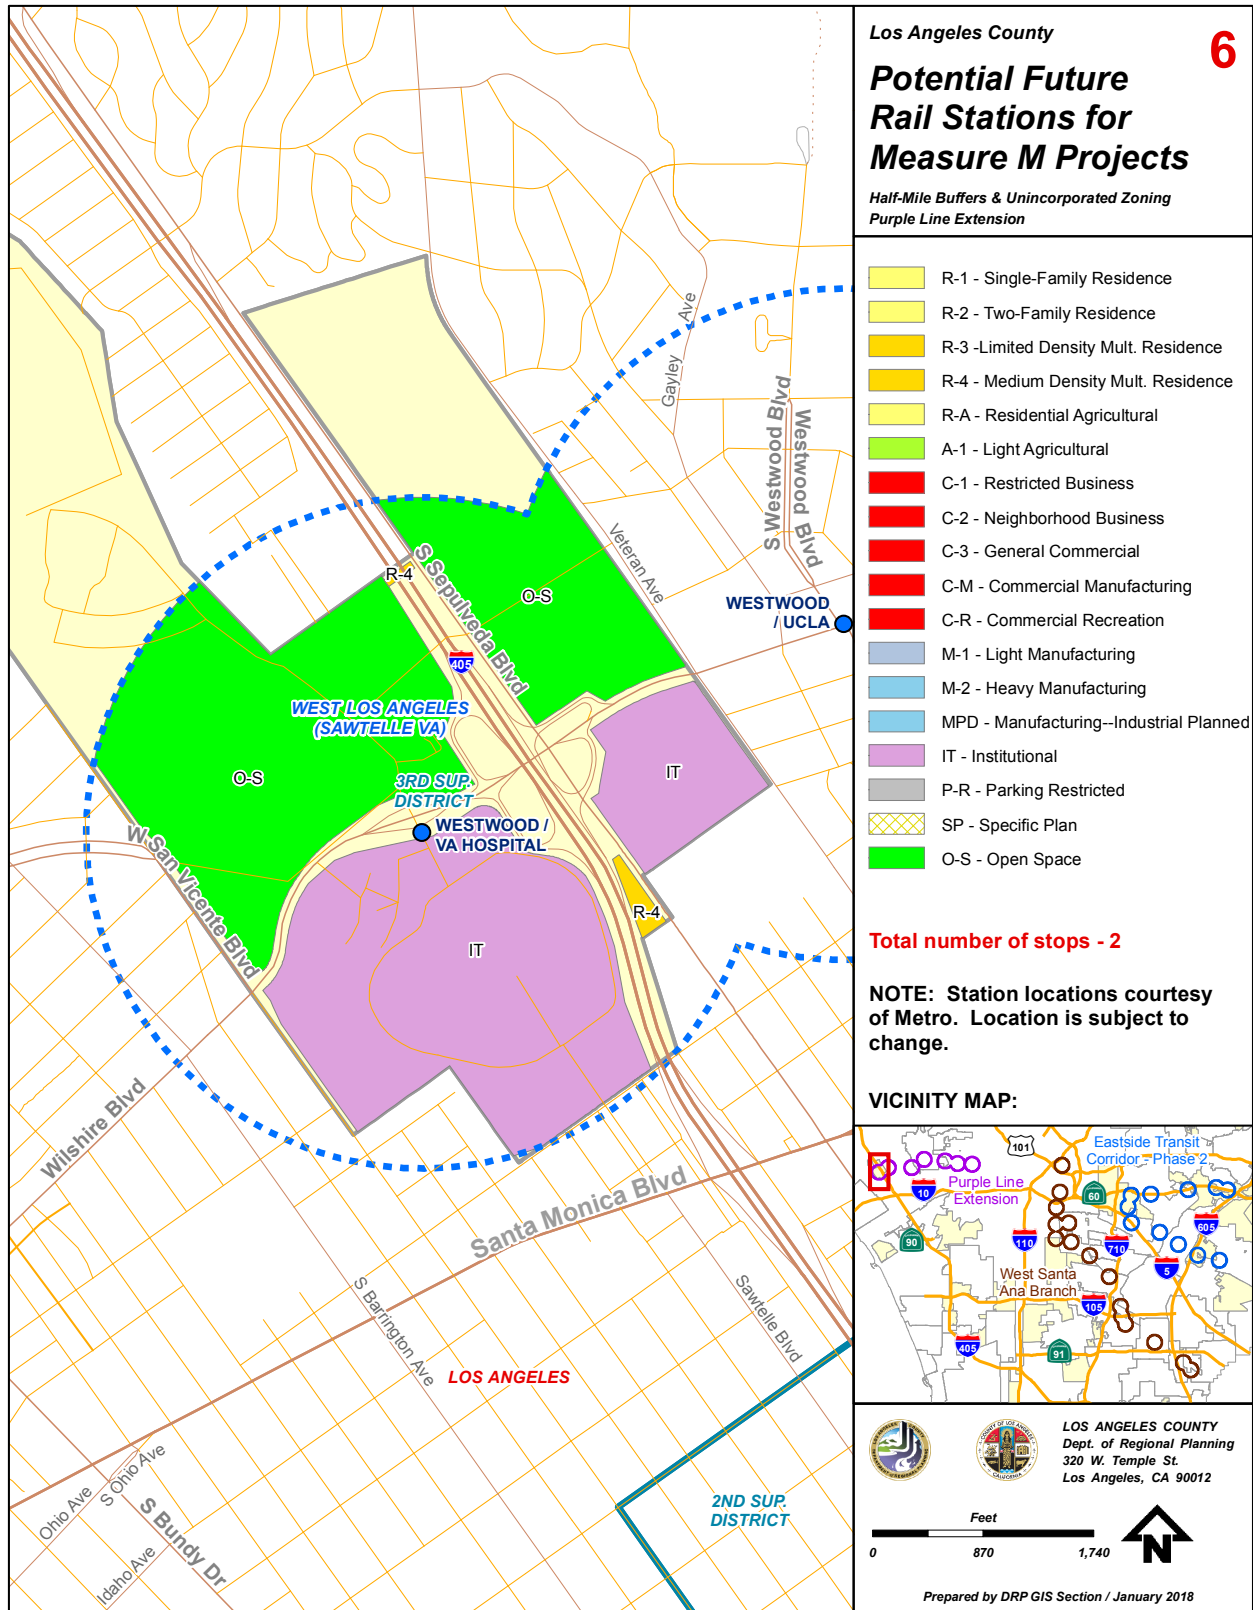 Los Angeles County
6
Potential Future
Rail Stations for
Measure M Projects
Half-Mile Buffers & Unincorporated Zoning
Purple Line Extension
R-1 - Single-Family Residence
R-2 - Two-Family Residence
R-3 -Limited Density Mult. Residence
R-4 - Medium Density Mult. Residence
R-A - Residential Agricultural
A-1 - Light Agricultural
C-1 - Restricted Business
C-2 - Neighborhood Business
C-3 - General Commercial
C-M - Commercial Manufacturing
C-R - Commercial Recreation
M-1 - Light Manufacturing
M-2 - Heavy Manufacturing
MPD - Manufacturing--Industrial Planned
IT - Institutional
P-R - Parking Restricted
SP - Specific Plan
O-S - Open Space
Total number of stops - 2
NOTE: Station locations courtesy
of Metro. Location is subject to
change.
VICINITY MAP:
101
Eastside Transit
Corridor - Phase 2
Purple Line
Extension
10
60
605
90
110
710
5
West Santa
Ana Branch
105
405
91
LOS ANGELES COUNTY
Dept. of Regional Planning
320 W. Temple St.
Los Angeles, CA 90012
Feet
0
870
1,740
N
Prepared by DRP GIS Section / January 2018
Gayley Ave
S Westwood Blvd
Westwood Blvd
Veteran Ave
S Sepulveda Blvd
R-4
O-S
WESTWOOD
/ UCLA
405
WEST LOS ANGELES
(SAWTELLE VA)
O-S
3RD SUP.
DISTRICT
IT
WESTWOOD /
VA HOSPITAL
W San Vicente Blvd
R-4
IT
Wilshire Blvd
Santa Monica Blvd
S Barrington Ave
Sawtelle Blvd
LOS ANGELES
2ND SUP.
DISTRICT
Ohio Ave
S Ohio Ave
S Bundy Dr
Idaho Ave